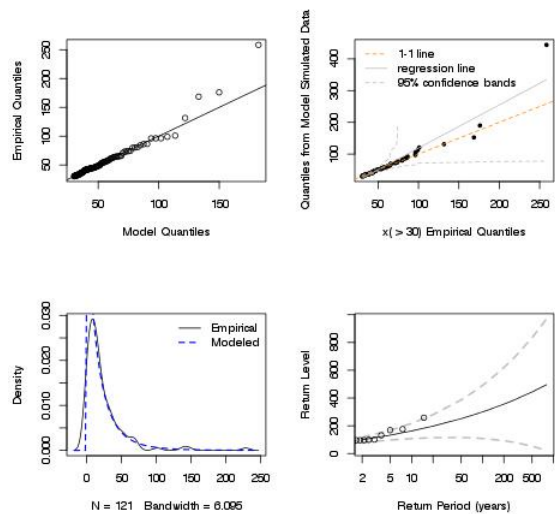 Empirical Quantiles
50 100 150 200 250
50 100 150
Model Quantiles
Quantiles from Model Simulated Data
100 200 300 400
1-1 line
regression line
95% confidence bands
50 100 150 200 250
x( > 30) Empirical Quantiles
Density
0.000 0.010 0.020 0.030
Empirical
Modeled
0 50 100 150 200 250
N = 121 Bandwidth = 6.095
Return Level
0 200 400 600 800 1000
2 5 10 50 500
Return Period (years)